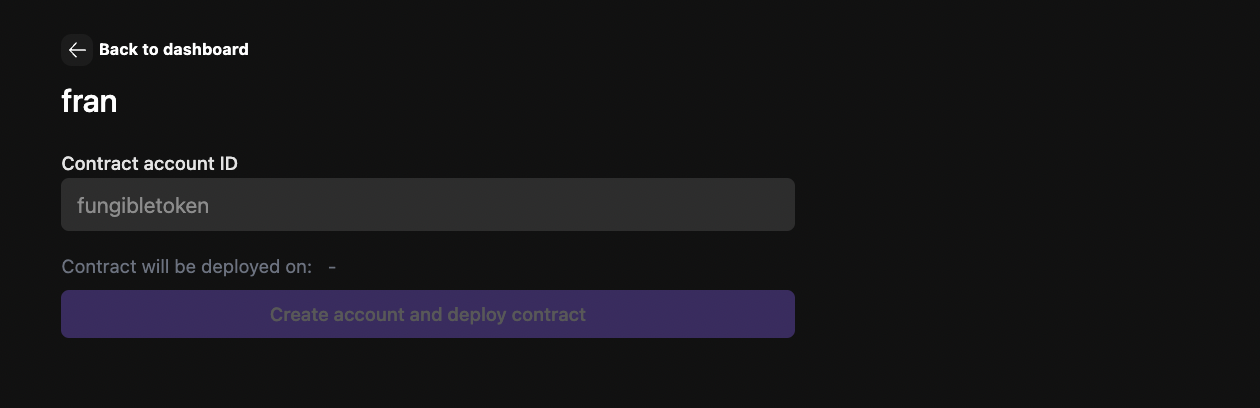 Back to dashboard
fran
Contract account ID
fungibletoken
Contract will be deployed on: -
Create account and deploy contract